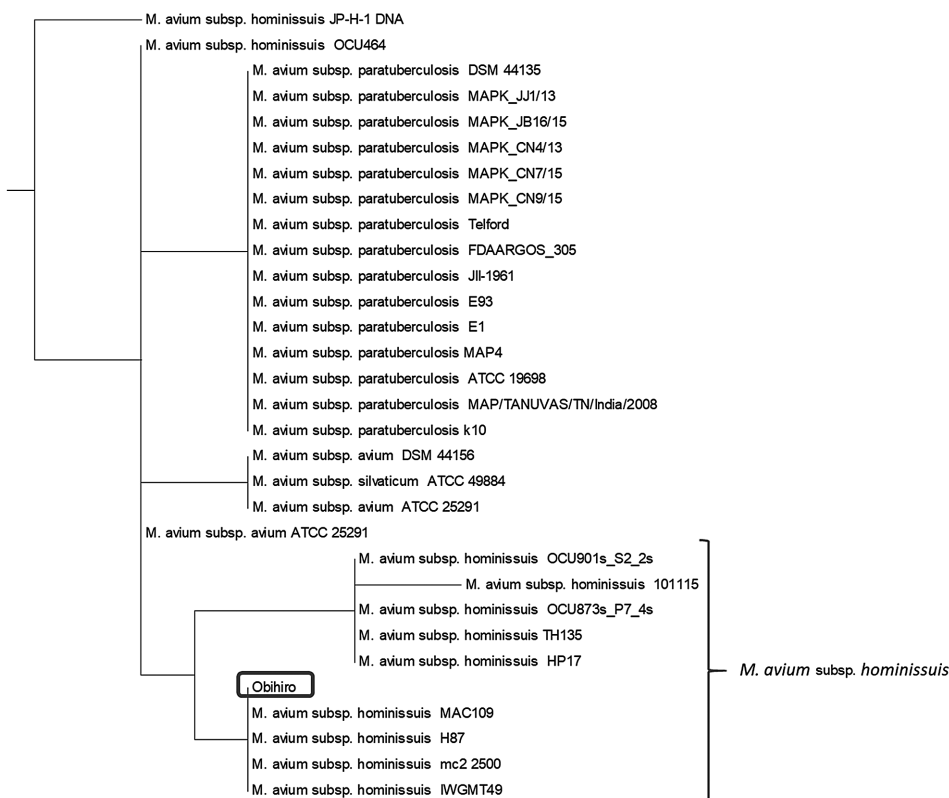 M. avium subsp. hominissuis JP-H-1 DNA
M. avium subsp. hominissuis OCU464
M. avium subsp. paratuberculosis DSM 44135
M. avium subsp. paratuberculosis MAPK_JJ1/13
M. avium subsp. paratuberculosis MAPK_JB16/15
M. avium subsp. paratuberculosis MAPK_CN4/13
M. avium subsp. paratuberculosis MAPK_CN7/15
M. avium subsp. paratuberculosis MAPK_CN9/15
M. avium subsp. paratuberculosis Telford
M. avium subsp. paratuberculosis FDAARGOS_305
M. avium subsp. paratuberculosis JII-1961
M. avium subsp. paratuberculosis E93
M. avium subsp. paratuberculosis E1
M. avium subsp. paratuberculosis MAP4
M. avium subsp. paratuberculosis ATCC 19698
M. avium subsp. paratuberculosis MAP/TANUVAS/TN/India/2008
M. avium subsp. paratuberculosis k10
M. avium subsp. avium DSM 44156
M. avium subsp. silvaticum ATCC 49884
M. avium subsp. avium ATCC 25291
M. avium subsp. avium ATCC 25291
M. avium subsp. hominissuis OCU901s_S2_2s
M. avium subsp. hominissuis 101115
M. avium subsp. hominissuis OCU873s_P7_4s
M. avium subsp. hominissuis TH135
M. avium subsp. hominissuis HP17
M. avium subsp. hominissuis
Obihiro
M. avium subsp. hominissuis MAC109
M. avium subsp. hominissuis H87
M. avium subsp. hominissuis mc2 2500
M. avium subsp. hominissuis IWGMT49